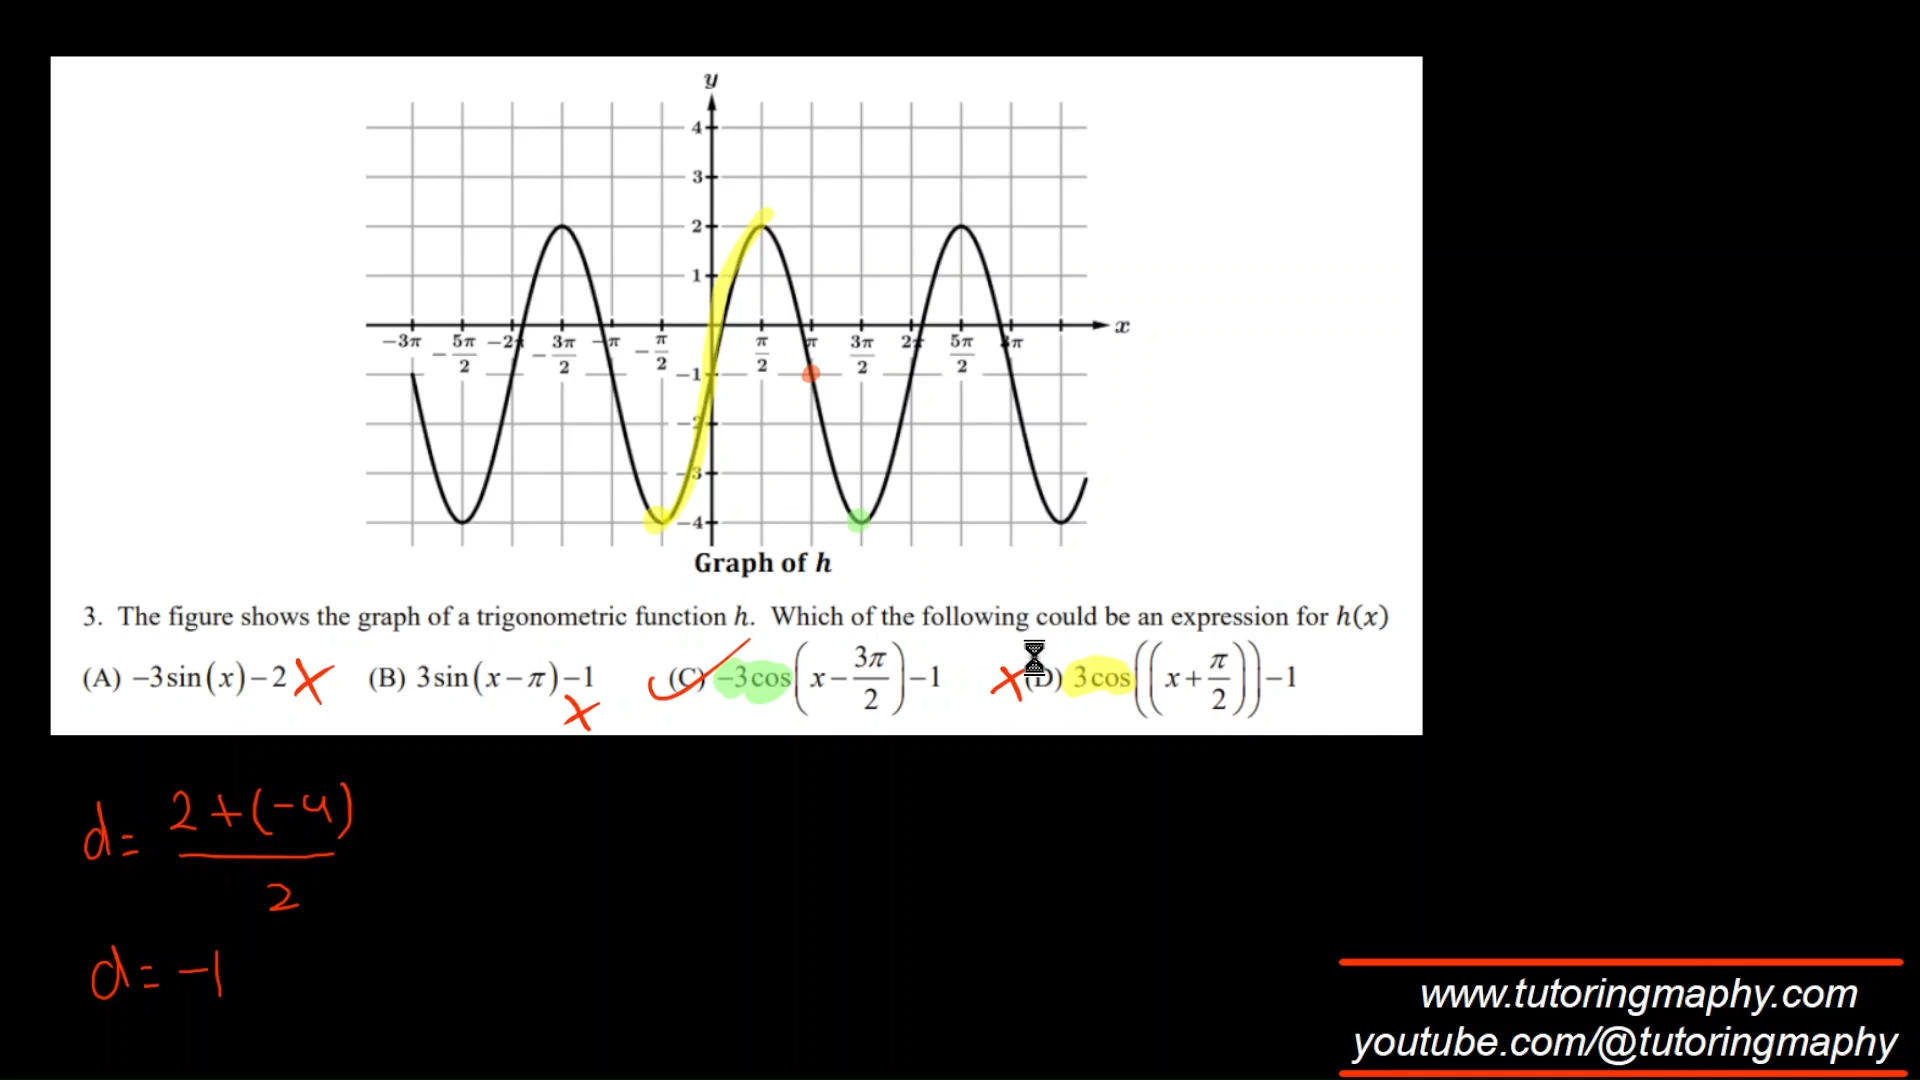 y
4
3
2
1
-3π -5π/2 -2π -3π/2 -π -π/2 π/2 π 3π/2 2π 5π/2 3π x
-1
-2
-3
-4
Graph of h
3. The figure shows the graph of a trigonometric function h. Which of the following could be an expression for h(x)
(A) -3sin(x)-2 (B) 3sin(x-π)-1 (C) -3cos(x-3π/2)-1 (D) 3cos((x+π/2))-1
d= 2+(-4)
2
d= -1
www.tutoringmaphy.com
youtube.com/@tutoringmaphy